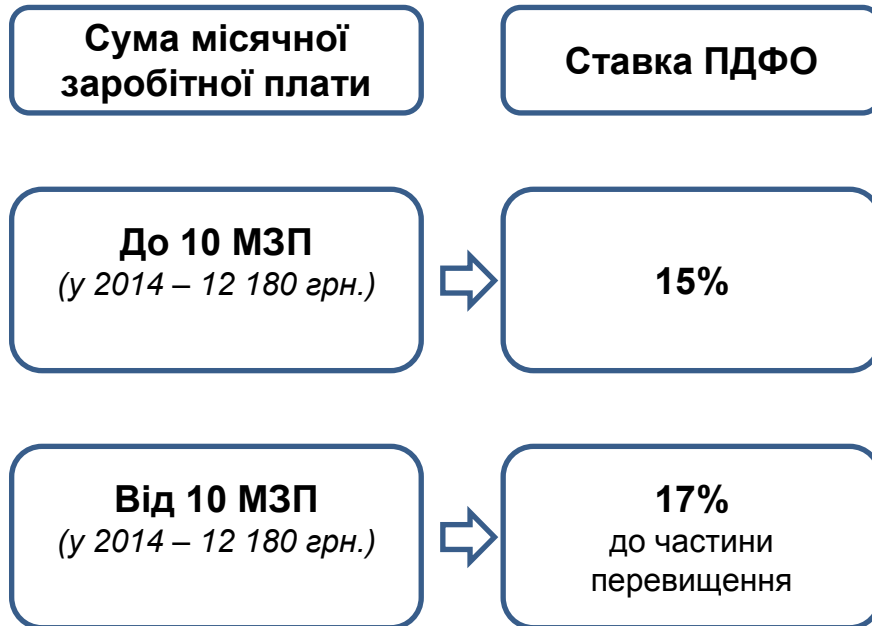 Сума місячної
заробітної плати
Ставка ПДФО
До 10 МЗП
(у 2014 – 12 180 грн.)
15%
Від 10 МЗП
(у 2014 – 12 180 грн.)
17%
до частини
перевищення